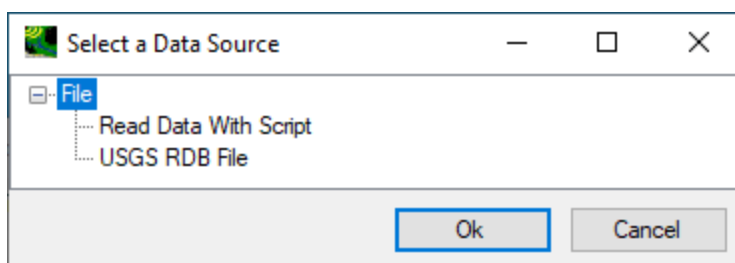 Select a Data Source
File
Read Data With Script
USGS RDB File
Ok Cancel